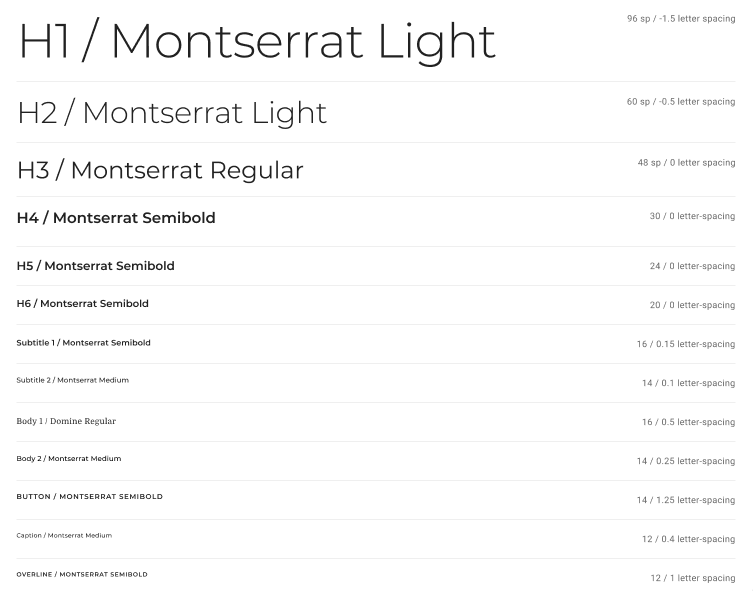 H1 / Montserrat Light 96 sp / -1.5 letter spacing
H2 / Montserrat Light 60 sp / -0.5 letter spacing
H3 / Montserrat Regular 48 sp / 0 letter spacing
H4 / Montserrat Semibold 30 / 0 letter-spacing
H5 / Montserrat Semibold 24 / 0 letter-spacing
H6 / Montserrat Semibold 20 / 0 letter-spacing
Subtitle 1 / Montserrat Semibold 16 / 0.15 letter-spacing
Subtitle 2 / Montserrat Medium 14 / 0.1 letter-spacing
Body 1 / Domine Regular 16 / 0.5 letter-spacing
Body 2 / Montserrat Medium 14 / 0.25 letter-spacing
BUTTON / MONTSERRAT SEMIBOLD 14 / 1.25 letter-spacing
Caption / Montserrat Medium 12 / 0.4 letter-spacing
OVERLINE / MONTSERRAT SEMIBOLD 12 / 1 letter-spacing